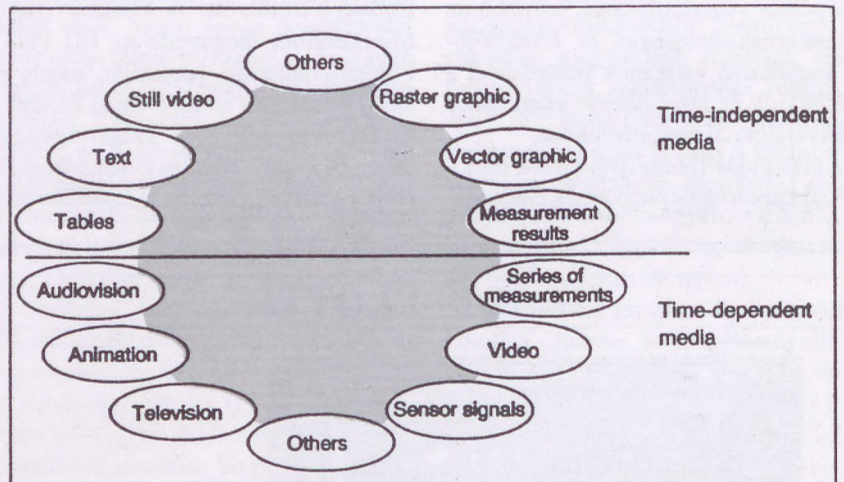 Others
Still video
Raster graphic
Time-independent
media
Text
Vector graphic
Tables
Measurement
results
Audiovision
Series of
measurements
Time-dependent
media
Animation
Video
Television
Sensor signals
Others